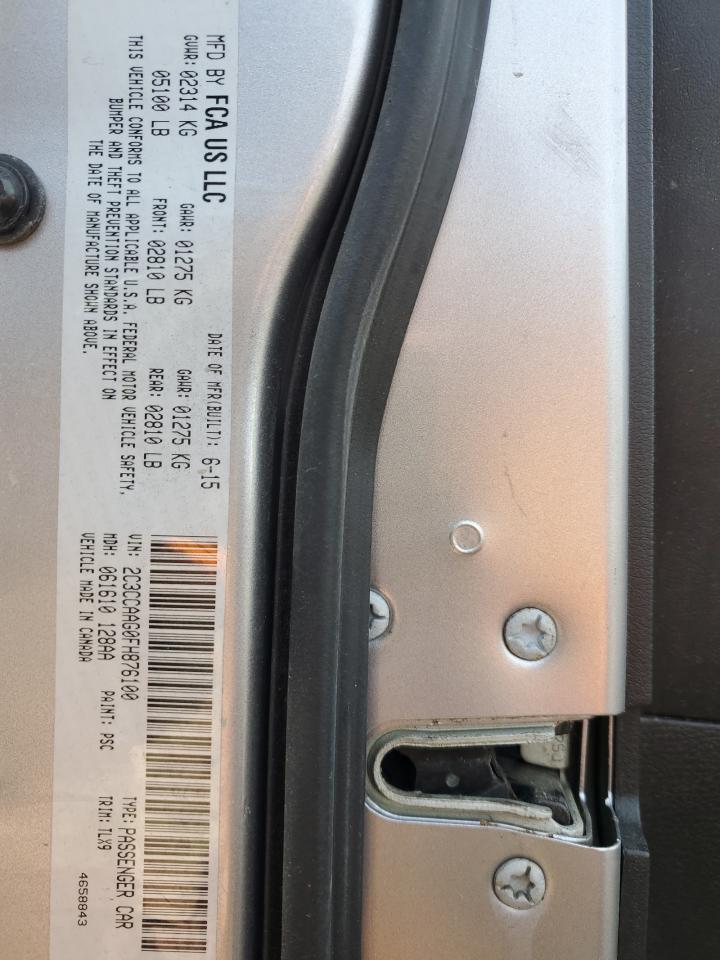 MFD BY FCA US LLC DATE OF MFR(BUILT): 6-15
GVWR: 02314 KG GAWR: 01275 KG GAWR: 01275 KG
05100 LB FRONT: 02810 LB REAR: 02810 LB
THIS VEHICLE CONFORMS TO ALL APPLICABLE U.S.A. FEDERAL MOTOR VEHICLE SAFETY,
BUMPER AND THEFT PREVENTION STANDARDS IN EFFECT ON
THE DATE OF MANUFACTURE SHOWN ABOVE.
VIN: 2C3CCAAG0FH876100 TYPE: PASSENGER CAR
MDH: 061610 128AA PAINT: PSC TRIM: TLX9
VEHICLE MADE IN CANADA 4658843